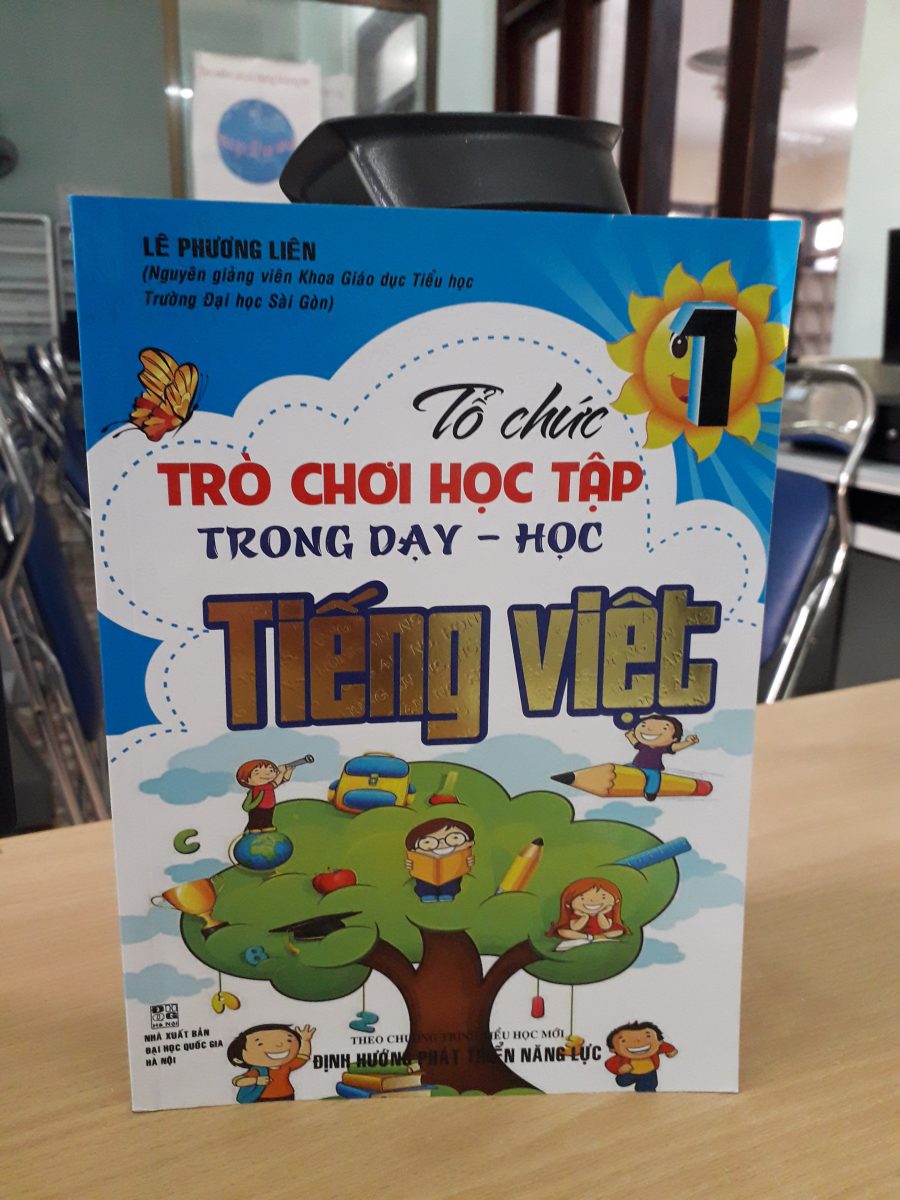 LÊ PHƯƠNG LIÊN
(Nguyên giảng viên Khoa Giáo dục Tiểu học
Trường Đại học Sài Gòn)
1
Tổ chức
TRÒ CHƠI HỌC TẬP
TRONG DẠY – HỌC
Tiếng việt
HÀ NỘI
NHÀ XUẤT BẢN
ĐẠI HỌC QUỐC GIA
HÀ NỘI
THEO CHƯƠNG TRÌNH TIỂU HỌC MỚI
ĐỊNH HƯỚNG PHÁT TRIỂN NĂNG LỰC